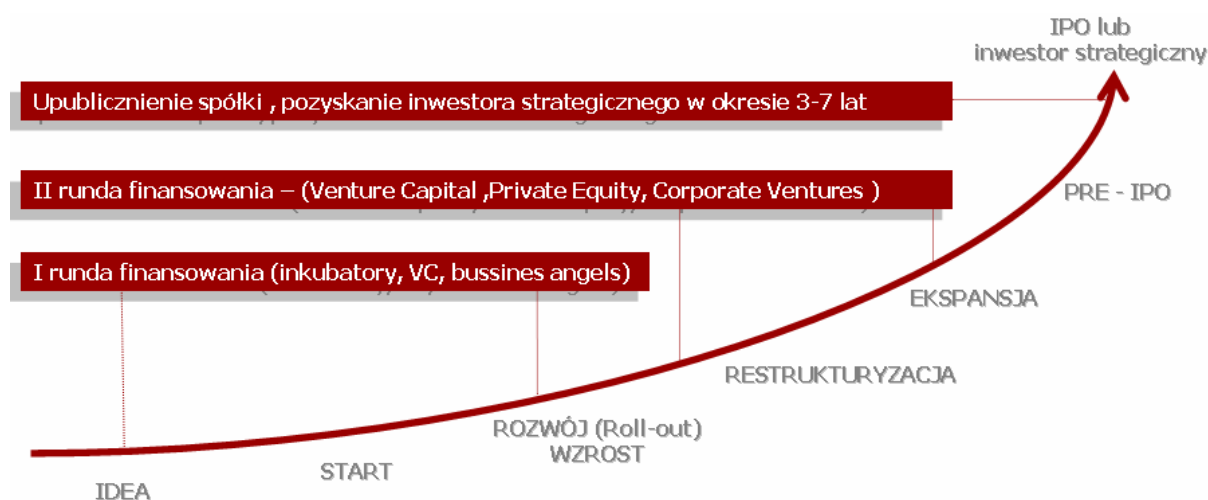 IPO lub
inwestor strategiczny
Upublicznienie spółki , pozyskanie inwestora strategicznego w okresie 3-7 lat
II runda finansowania – (Venture Capital ,Private Equity, Corporate Ventures )
PRE - IPO
I runda finansowania (inkubatory, VC, bussines angels)
EKSPANSJA
RESTRUKTURYZACJA
ROZWÓJ (Roll-out)
WZROST
START
IDEA